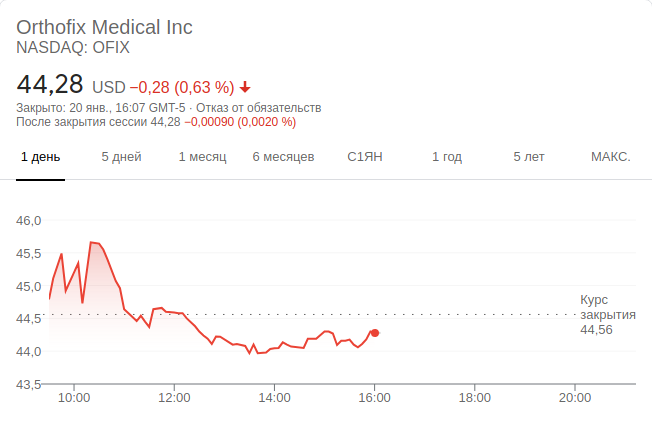 Orthofix Medical Inc
NASDAQ: OFIX
44,28 USD −0,28 (0,63 %)
Закрыто: 20 янв., 16:07 GMT-5 · Отказ от обязательств
После закрытия сессии 44,28 −0,00090 (0,0020 %)
1 день 5 дней 1 месяц 6 месяцев С1ЯН 1 год 5 лет МАКС.
46,0
45,5
45,0
44,5
44,0
43,5
Курс
закрытия
44,56
10:00 12:00 14:00 16:00 18:00 20:00